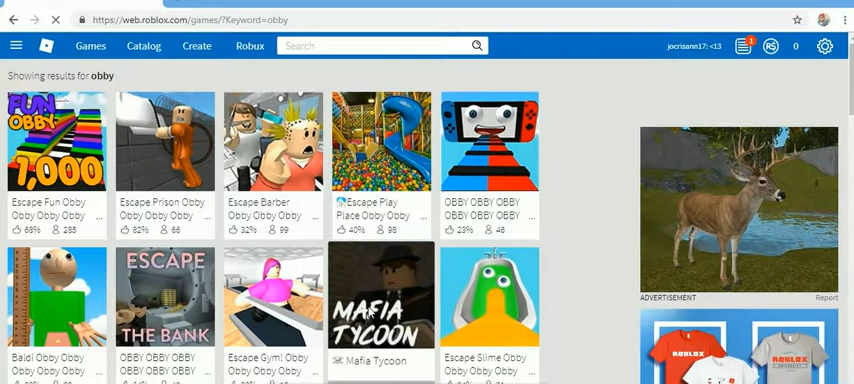 https://web.roblox.com/games/?Keyword=obby
Games Catalog Create Robux Search jocrisann17: <13 1 R$ 0
Showing results for obby
FUN OBBY 1,000
Escape Fun Obby
Obby Obby Obby ...
68% 285
Escape Prison Obby
Obby Obby Obby ...
82% 66
Escape Barber
Obby Obby Obby ...
32% 99
Escape Play
Place Obby Obby ...
40% 98
OBBY OBBY OBBY
OBBY OBBY OBBY ...
23% 46
ADVERTISEMENT Report
Baldi Obby Obby
Obby Obby Obby
ESCAPE
THE BANK
OBBY OBBY OBBY
OBBY OBBY OBBY
Escape Gym! Obby
Obby Obby Obby
MAFIA
TYCOON
Mafia Tycoon
Escape Slime Obby
Obby Obby Obby
ROBLOX
ROBLOX